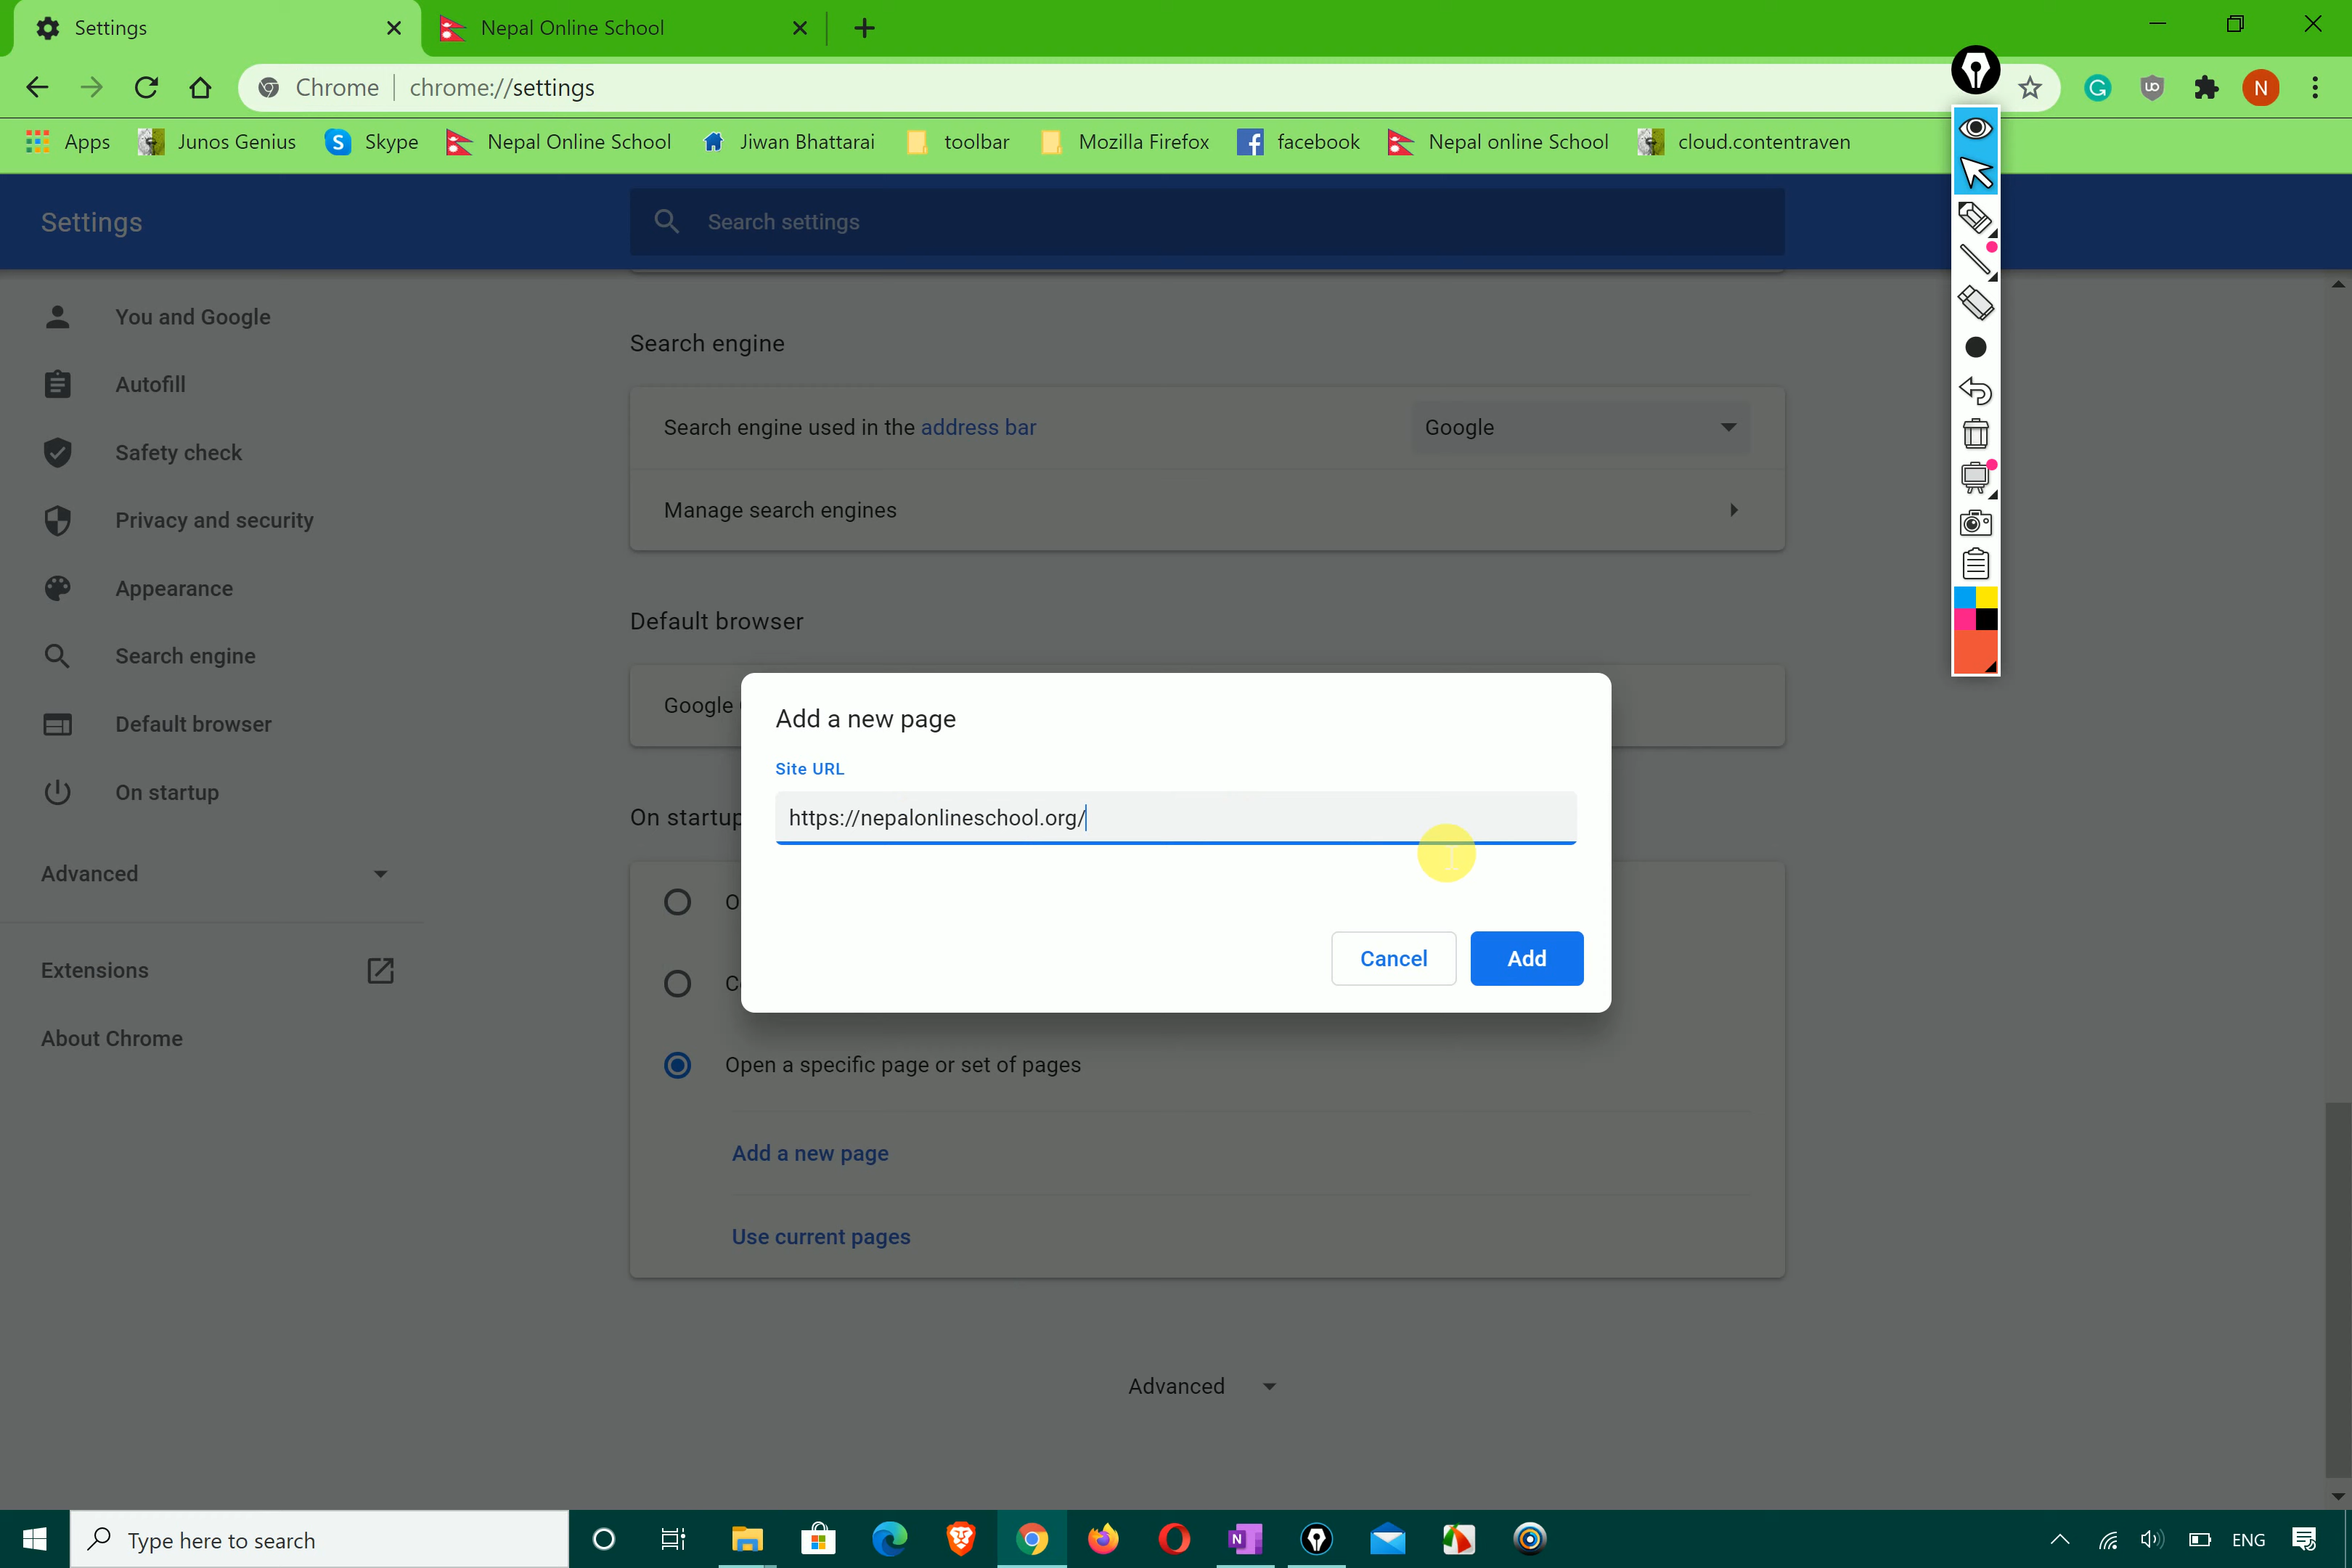 Settings
Nepal Online School
Chrome
chrome://settings
N
Apps
Junos Genius
Skype
Nepal Online School
Jiwan Bhattarai
toolbar
Mozilla Firefox
facebook
Nepal online School
cloud.contentraven
Settings
Search settings
You and Google
Autofill
Safety check
Privacy and security
Appearance
Search engine
Default browser
On startup
Advanced
Extensions
About Chrome
Search engine
Search engine used in the address bar
Google
Manage search engines
Default browser
Google
On startup
Add a new page
Site URL
https://nepalonlineschool.org/
Cancel
Add
O
C
Open a specific page or set of pages
Add a new page
Use current pages
Advanced
Type here to search
ENG